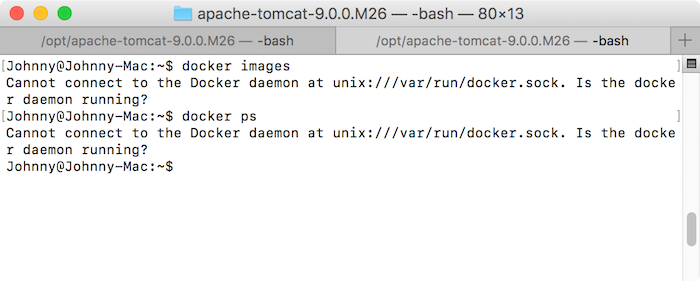 apache-tomcat-9.0.0.M26 — -bash — 80×13
/opt/apache-tomcat-9.0.0.M26 — -bash
/opt/apache-tomcat-9.0.0.M26 — -bash
+
[Johnny@Johnny-Mac:~$ docker images ]
Cannot connect to the Docker daemon at unix:///var/run/docker.sock. Is the docke
r daemon running?
[Johnny@Johnny-Mac:~$ docker ps ]
Cannot connect to the Docker daemon at unix:///var/run/docker.sock. Is the docke
r daemon running?
Johnny@Johnny-Mac:~$